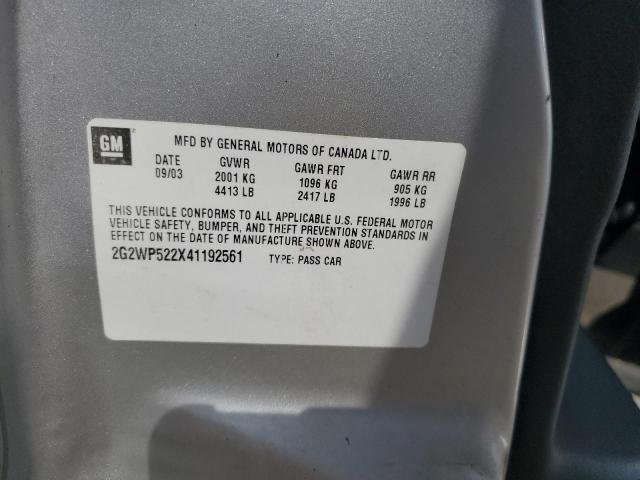 GM
MFD BY GENERAL MOTORS OF CANADA LTD.
DATE GVWR GAWR FRT GAWR RR
09/03 2001 KG 1096 KG 905 KG
4413 LB 2417 LB 1996 LB
THIS VEHICLE CONFORMS TO ALL APPLICABLE U.S. FEDERAL MOTOR
VEHICLE SAFETY, BUMPER, AND THEFT PREVENTION STANDARDS IN
EFFECT ON THE DATE OF MANUFACTURE SHOWN ABOVE.
2G2WP522X41192561 TYPE: PASS CAR